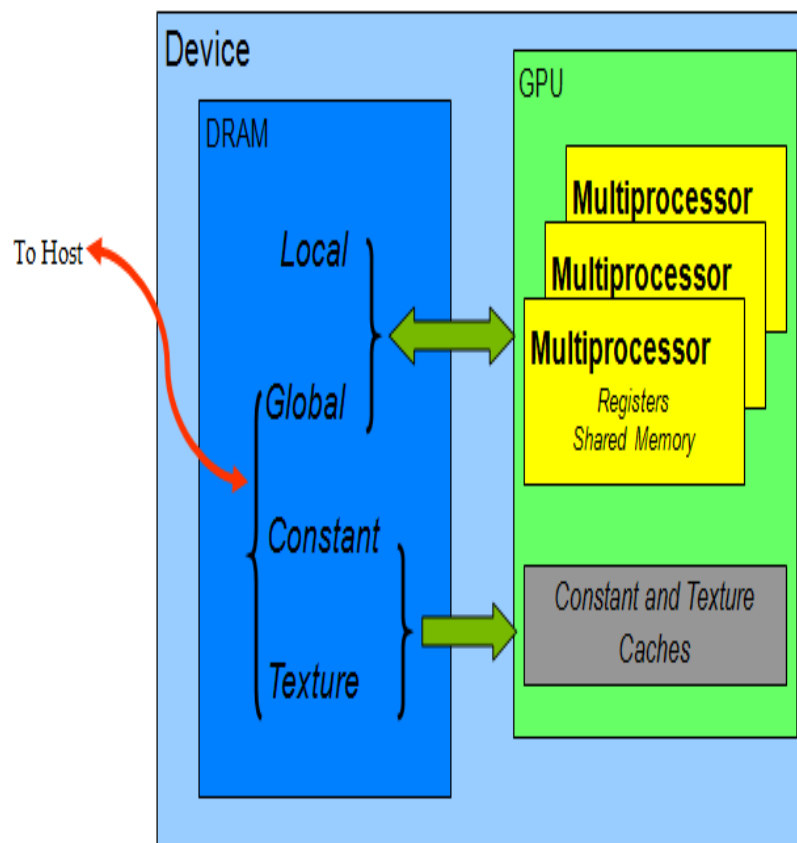 Device
GPU
DRAM
Multiprocessor
Multiprocessor
Multiprocessor
Registers
Shared Memory
To Host
Local
Global
Constant
Texture
Constant and Texture
Caches